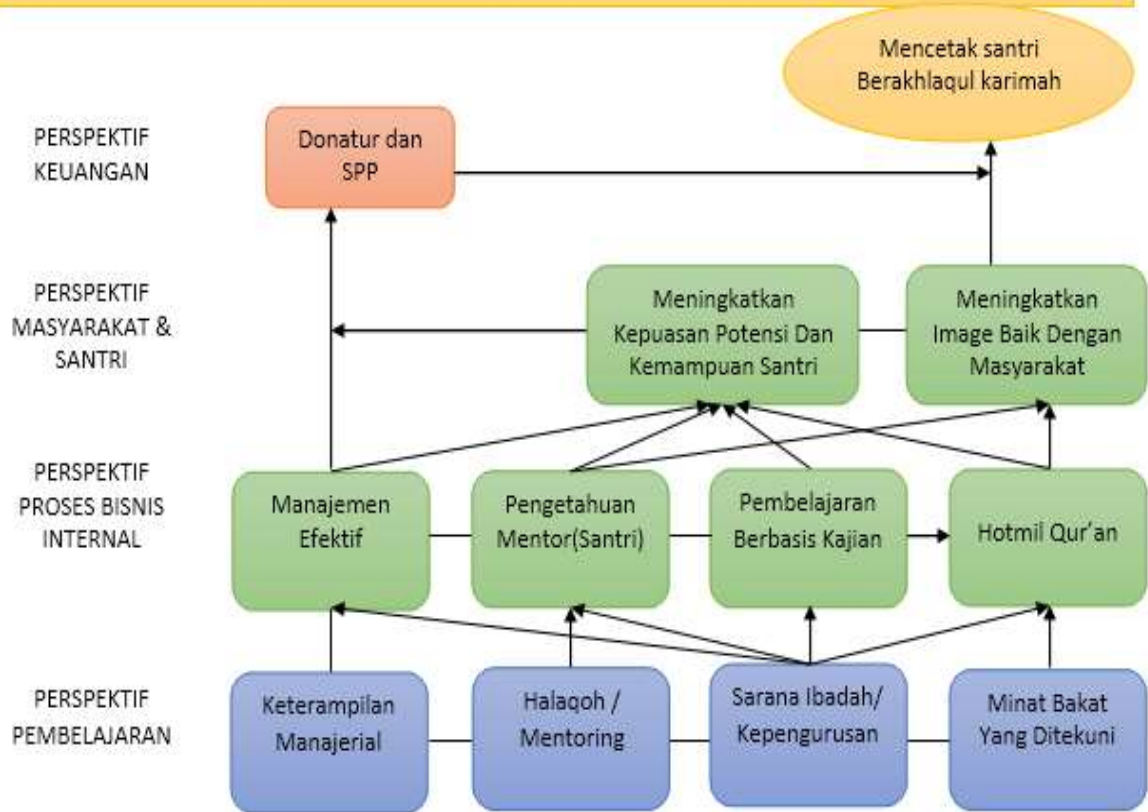 Mencetak santri
Berakhlaqul karimah
PERSPEKTIF
KEUANGAN
Donatur dan
SPP
PERSPEKTIF
MASYARAKAT &
SANTRI
Meningkatkan
Kepuasan Potensi Dan
Kemampuan Santri
Meningkatkan
Image Baik Dengan
Masyarakat
PERSPEKTIF
PROSES BISNIS
INTERNAL
Manajemen
Efektif
Pengetahuan
Mentor(Santri)
Pembelajaran
Berbasis Kajian
Hotmil Qur'an
PERSPEKTIF
PEMBELAJARAN
Keterampilan
Manajerial
Halaqoh /
Mentoring
Sarana Ibadah/
Kepengurusan
Minat Bakat
Yang Ditekuni